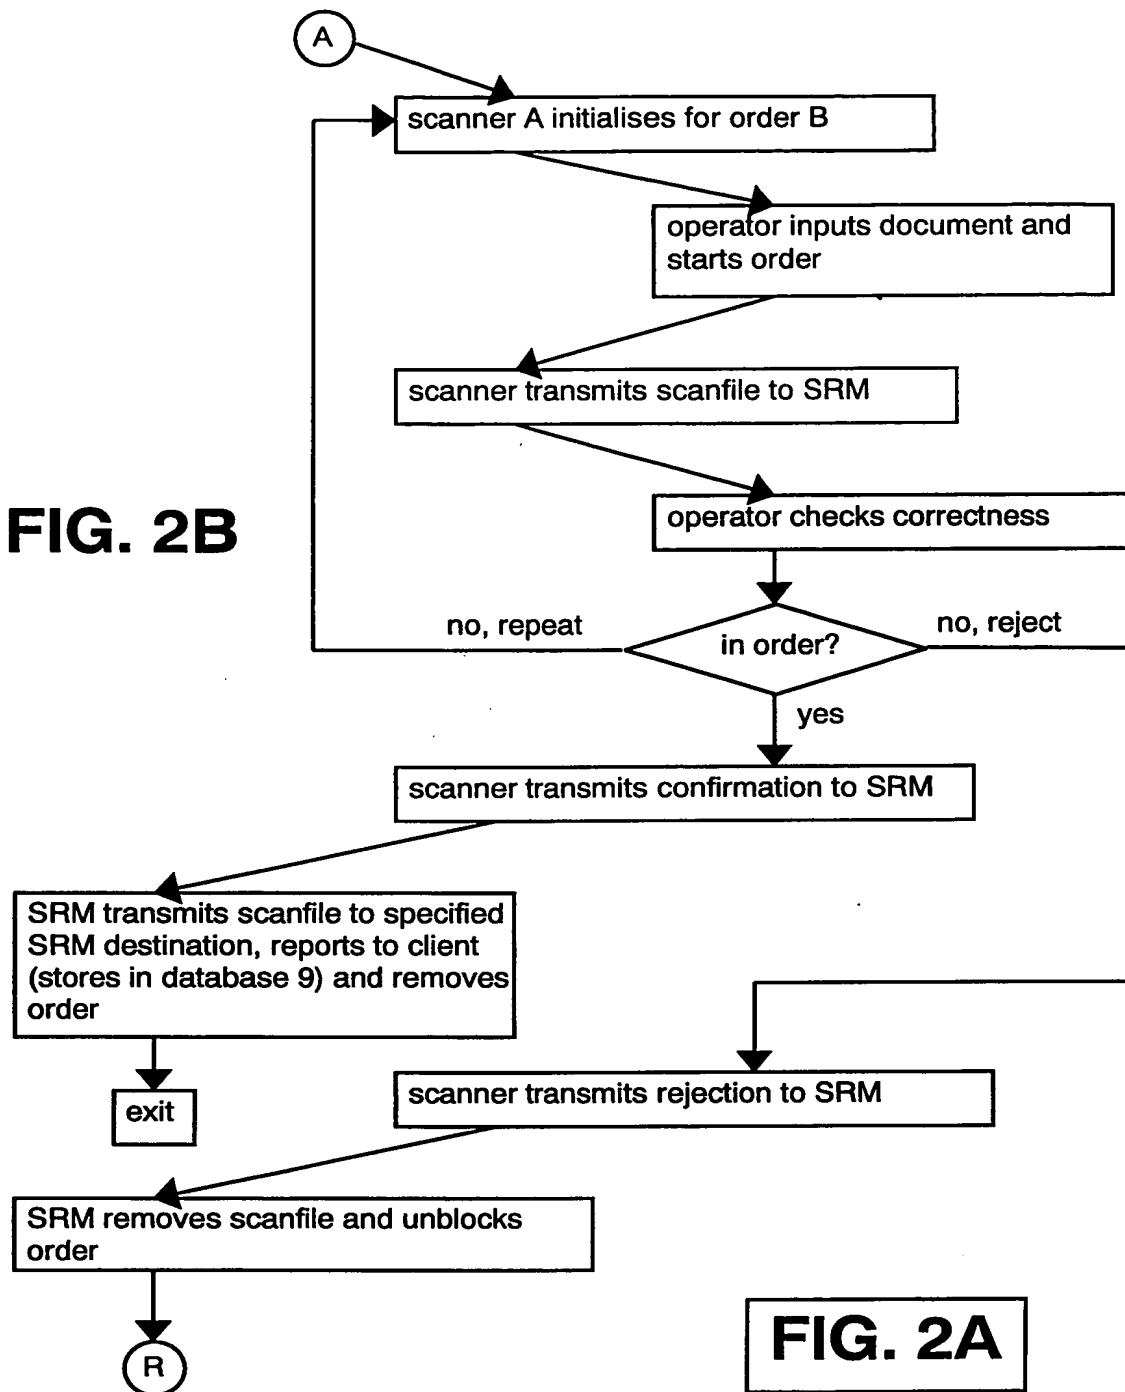 A
scanner A initialises for order B
operator inputs document and
starts order
scanner transmits scanfile to SRM
operator checks correctness
FIG. 2B
no, repeat
in order?
no, reject
yes
scanner transmits confirmation to SRM
SRM transmits scanfile to specified
SRM destination, reports to client
(stores in database 9) and removes
order
exit
scanner transmits rejection to SRM
SRM removes scanfile and unblocks
order
R
FIG. 2A